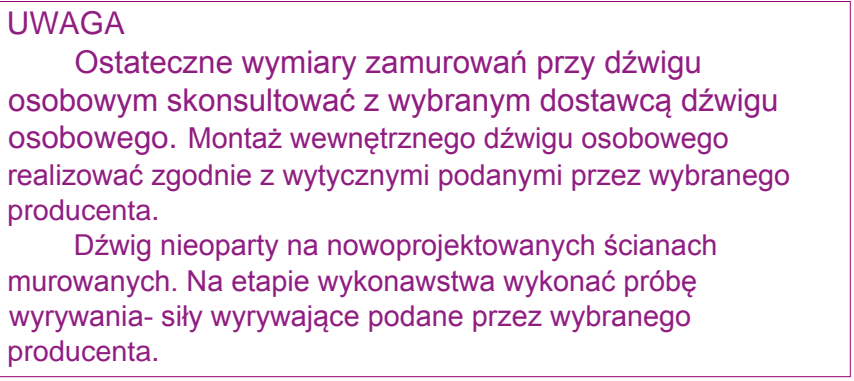 UWAGA
Ostateczne wymiary zamurowań przy dźwigu
osobowym skonsultować z wybranym dostawcą dźwigu
osobowego. Montaż wewnętrznego dźwigu osobowego
realizować zgodnie z wytycznymi podanymi przez wybranego
producenta.
Dźwig nieoparty na nowoprojektowanych ścianach
murowanych. Na etapie wykonawstwa wykonać próbę
wyrywania- siły wyrywające podane przez wybranego
producenta.